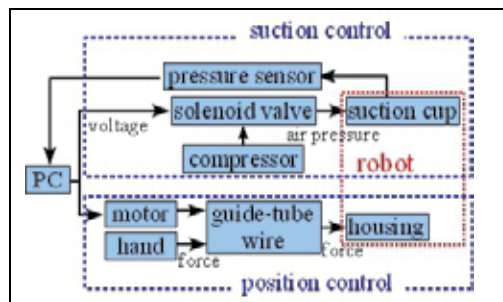 suction control
pressure sensor
solenoid valve
suction cup
voltage
air pressure
compressor
robot
PC
motor
guide-tube
wire
hand
housing
force
force
position control